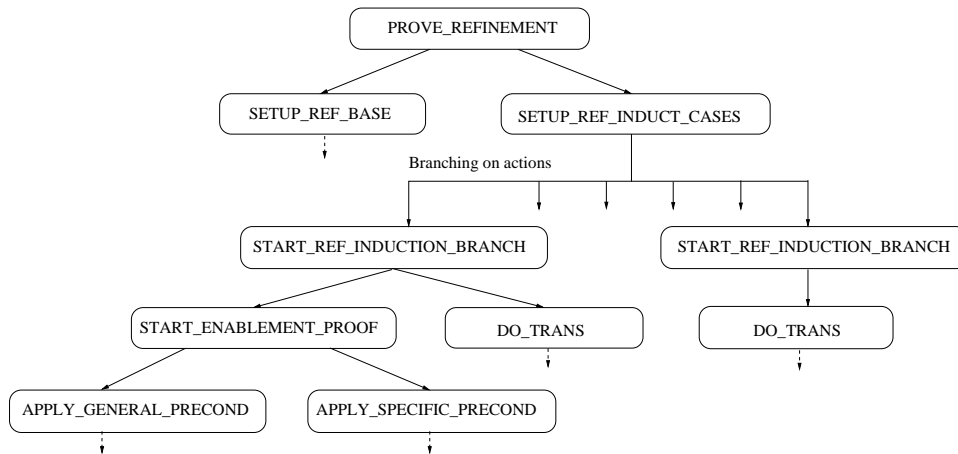 PROVE_REFINEMENT
SETUP_REF_BASE
SETUP_REF_INDUCT_CASES
Branching on actions
START_REF_INDUCTION_BRANCH
START_REF_INDUCTION_BRANCH
START_ENABLEMENT_PROOF
DO_TRANS
DO_TRANS
APPLY_GENERAL_PRECOND
APPLY_SPECIFIC_PRECOND